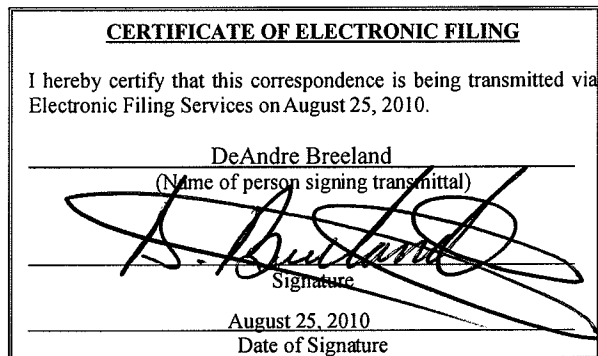 CERTIFICATE OF ELECTRONIC FILING
I hereby certify that this correspondence is being transmitted via
Electronic Filing Services on August 25, 2010.
DeAndre Breeland
(Name of person signing transmittal)
D. Breeland
Signature
August 25, 2010
Date of Signature